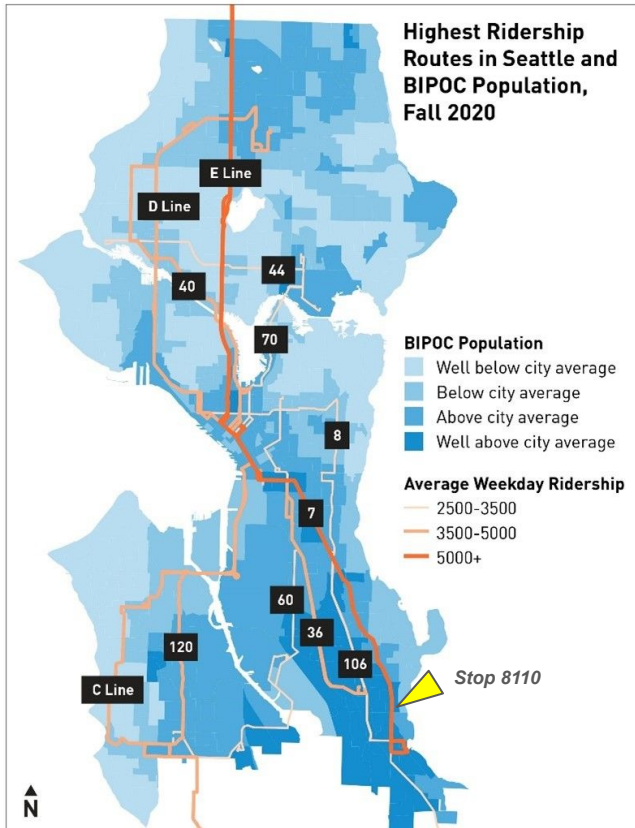 Highest Ridership
Routes in Seattle and
BIPOC Population,
Fall 2020
E Line
D Line
44
40
70
BIPOC Population
Well below city average
Below city average
Above city average
Well above city average
8
Average Weekday Ridership
2500-3500
3500-5000
5000+
7
60
36
120
106
Stop 8110
C Line
N